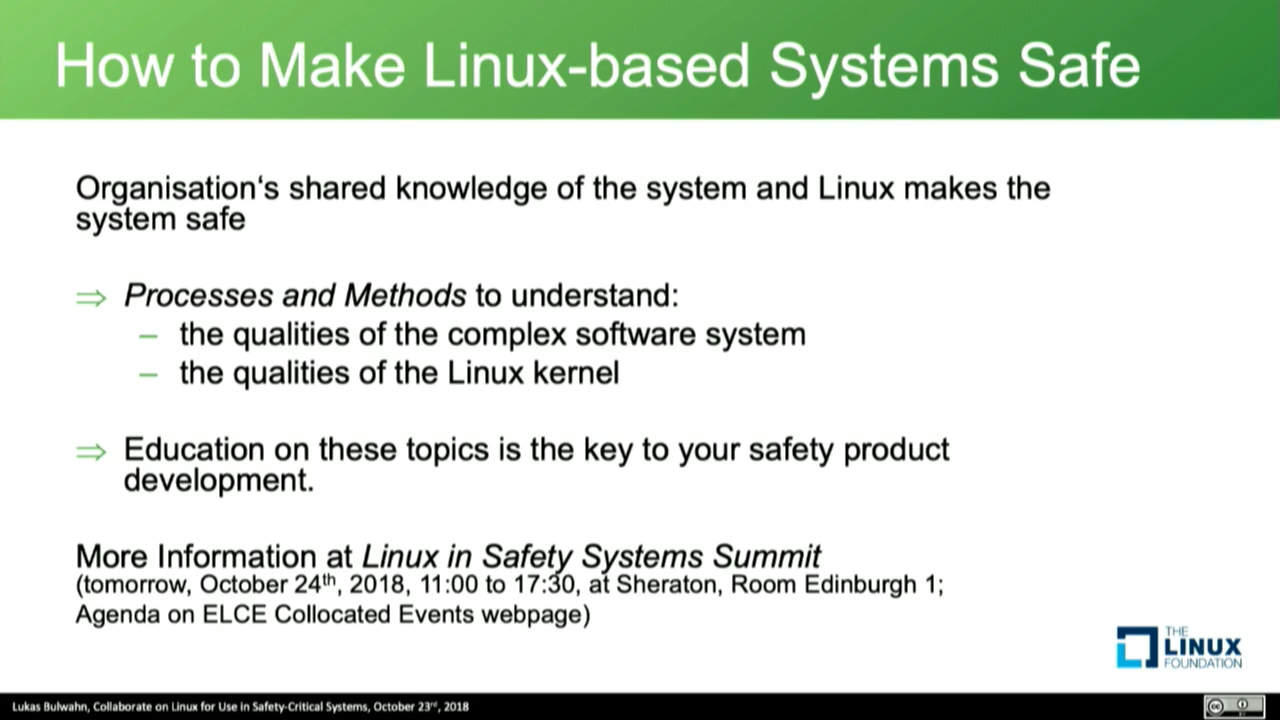 How to Make Linux-based Systems Safe
Organisation‘s shared knowledge of the system and Linux makes the
system safe
⇒ Processes and Methods to understand:
– the qualities of the complex software system
– the qualities of the Linux kernel
⇒ Education on these topics is the key to your safety product
development.
More Information at Linux in Safety Systems Summit
(tomorrow, October 24th, 2018, 11:00 to 17:30, at Sheraton, Room Edinburgh 1;
Agenda on ELCE Collocated Events webpage)
THE
LINUX
FOUNDATION
Lukas Bulwahn, Collaborate on Linux for Use in Safety-Critical Systems, October 23rd, 2018